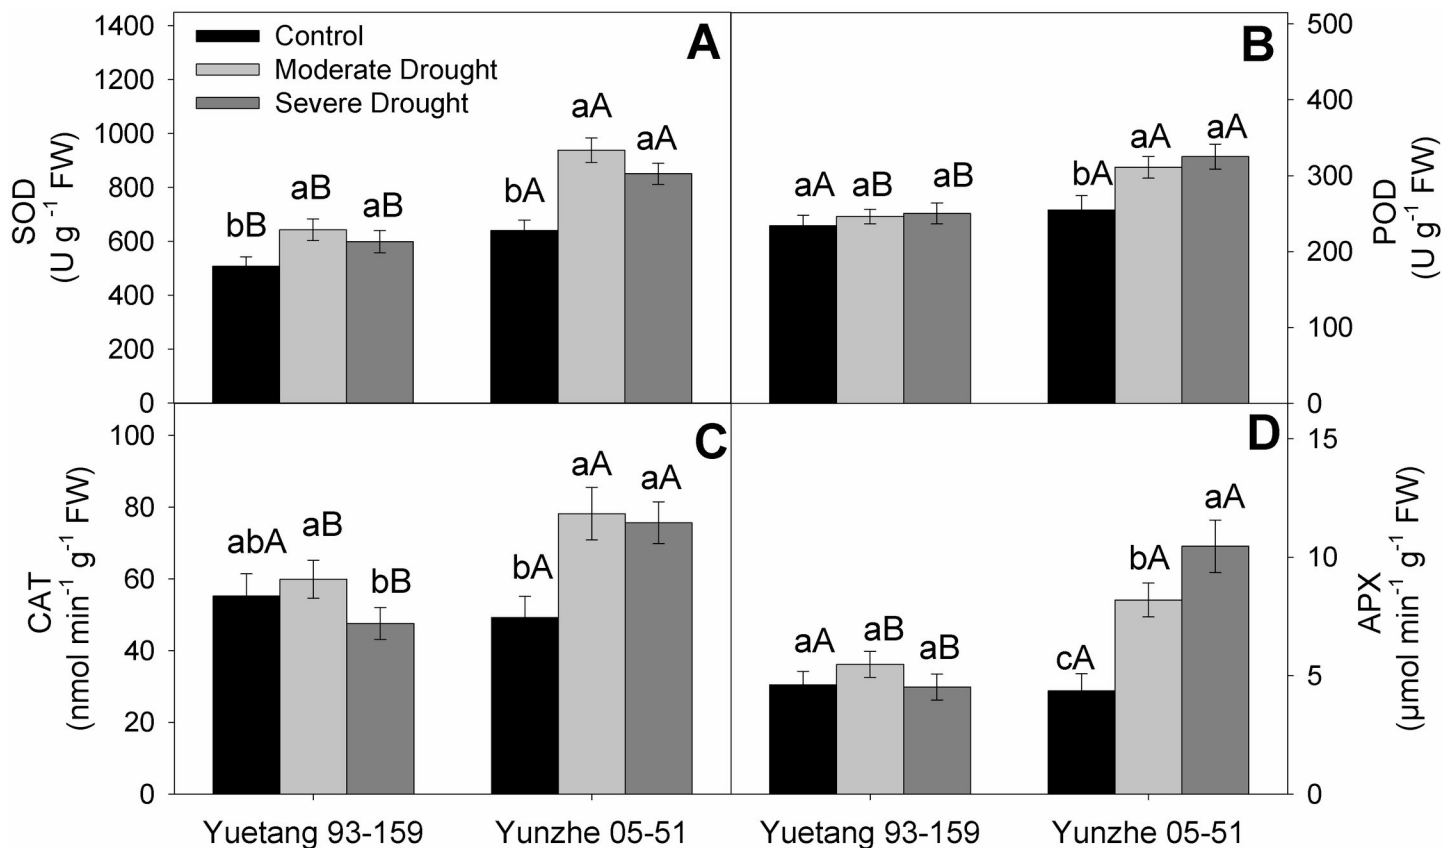 A
Control
Moderate Drought
Severe Drought
SOD
(U g⁻¹ FW)
1400
1200
1000
800
600
400
200
0
bB
aB
aB
bA
aA
aA
B
POD
(U g⁻¹ FW)
500
400
300
200
100
0
aA
aB
aB
bA
aA
aA
C
CAT
(nmol min⁻¹ g⁻¹ FW)
100
80
60
40
20
0
abA
aB
bB
bA
aA
aA
Yuetang 93-159
Yunzhe 05-51
D
APX
(µmol min⁻¹ g⁻¹ FW)
15
10
5
0
aA
aB
aB
cA
bA
aA
Yuetang 93-159
Yunzhe 05-51